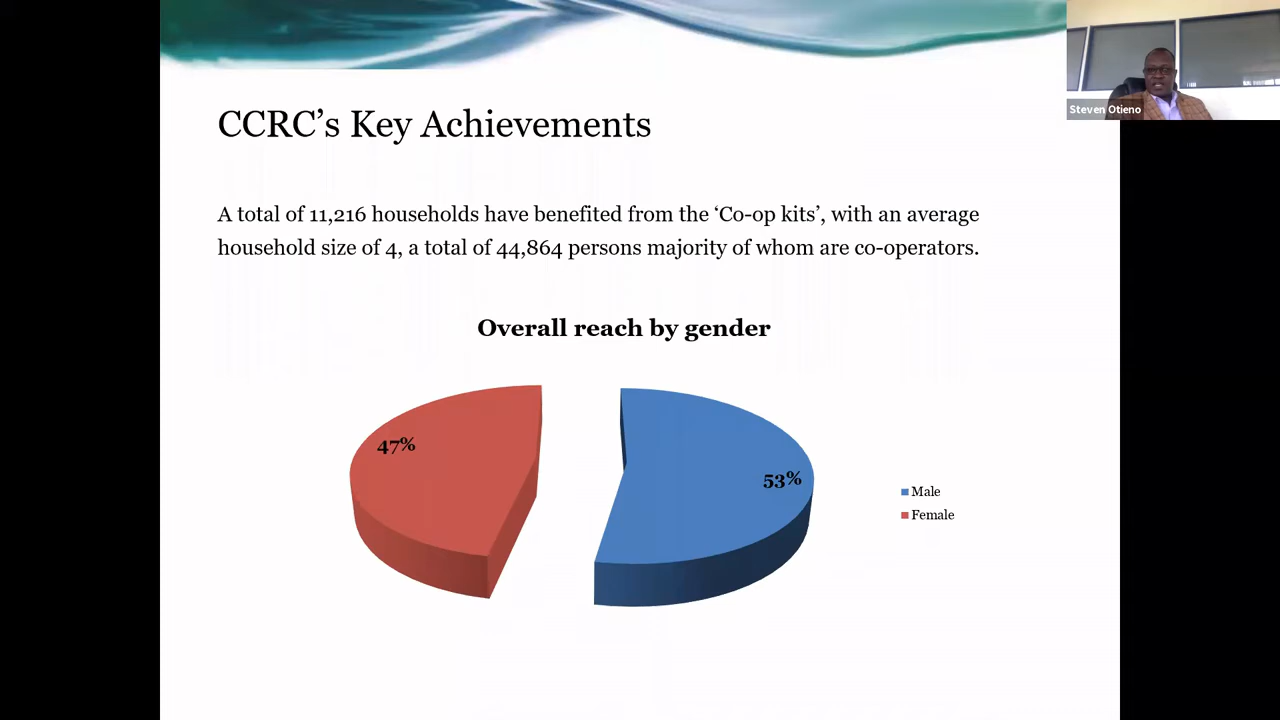 CCRC’s Key Achievements
A total of 11,216 households have benefited from the ‘Co-op kits’, with an average
household size of 4, a total of 44,864 persons majority of whom are co-operators.
Overall reach by gender
47%
53%
Male
Female
Steven Otieno